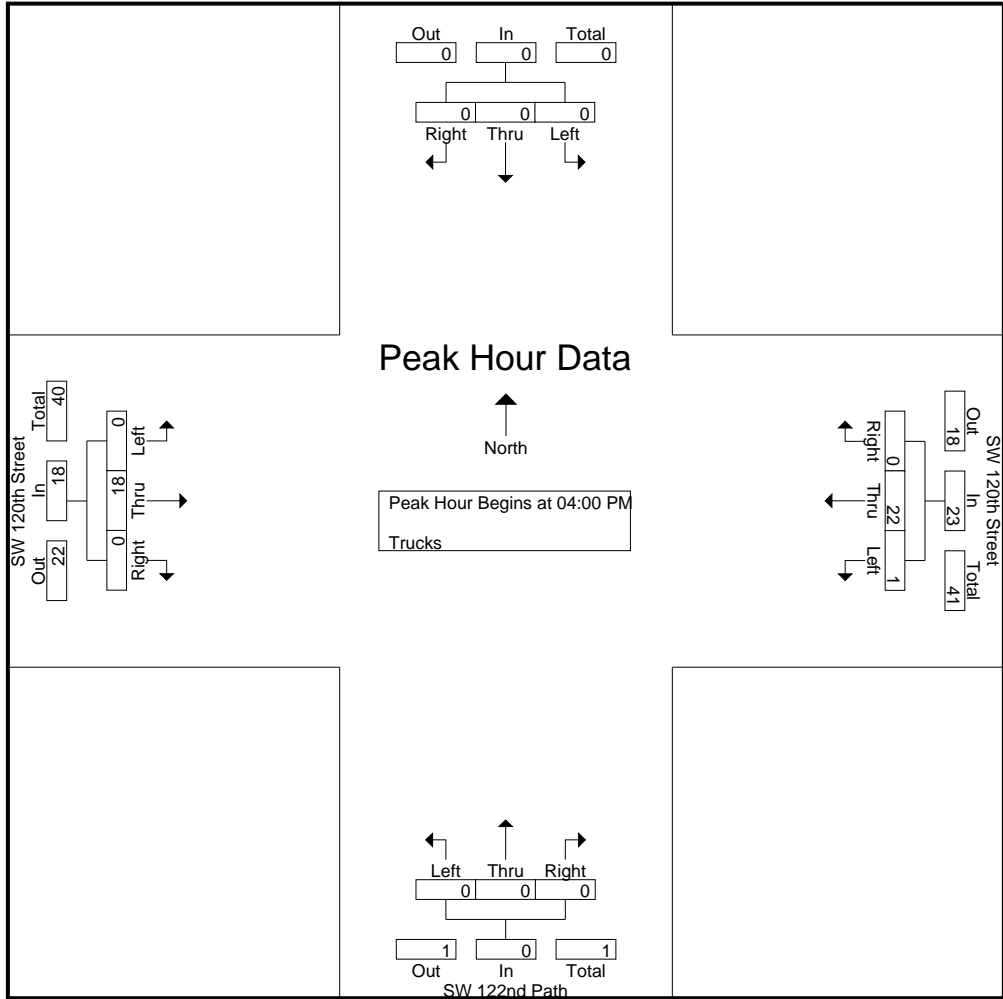 Out In Total
0 0 0
0 0 0
Right Thru Left
Peak Hour Data
North
Peak Hour Begins at 04:00 PM
Trucks
SW 120th Street
Out In Total
22 18 40
0 18 0
Right Thru Left
SW 120th Street
Out In Total
18 23 41
0 22 1
Right Thru Left
Left Thru Right
0 0 0
1 0 1
Out In Total
SW 122nd Path